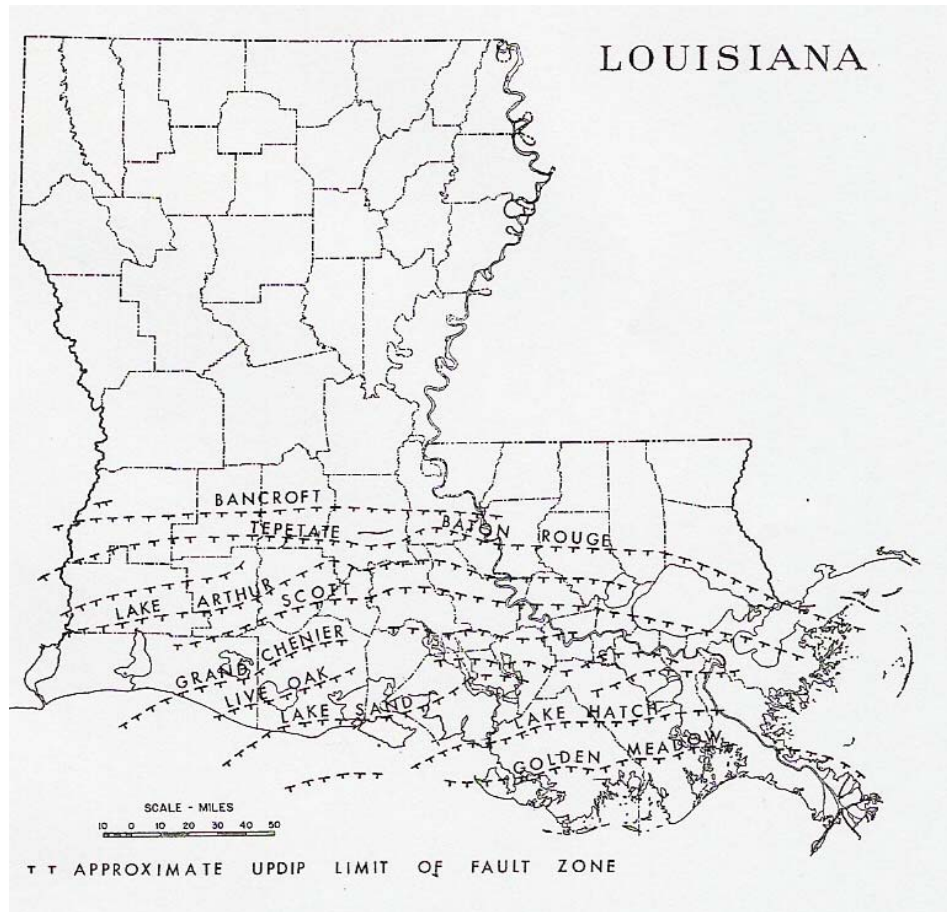 LOUISIANA
BANCROFT
TEPETATE
BATON ROUGE
LAKE ARTHUR
SCOTT
GRAND CHENIER
LIVE OAK
LAKE SAND
LAKE HATCH
GOLDEN MEADOW
SCALE - MILES
10 0 10 20 30 40 50
T T APPROXIMATE UPDIP LIMIT OF FAULT ZONE